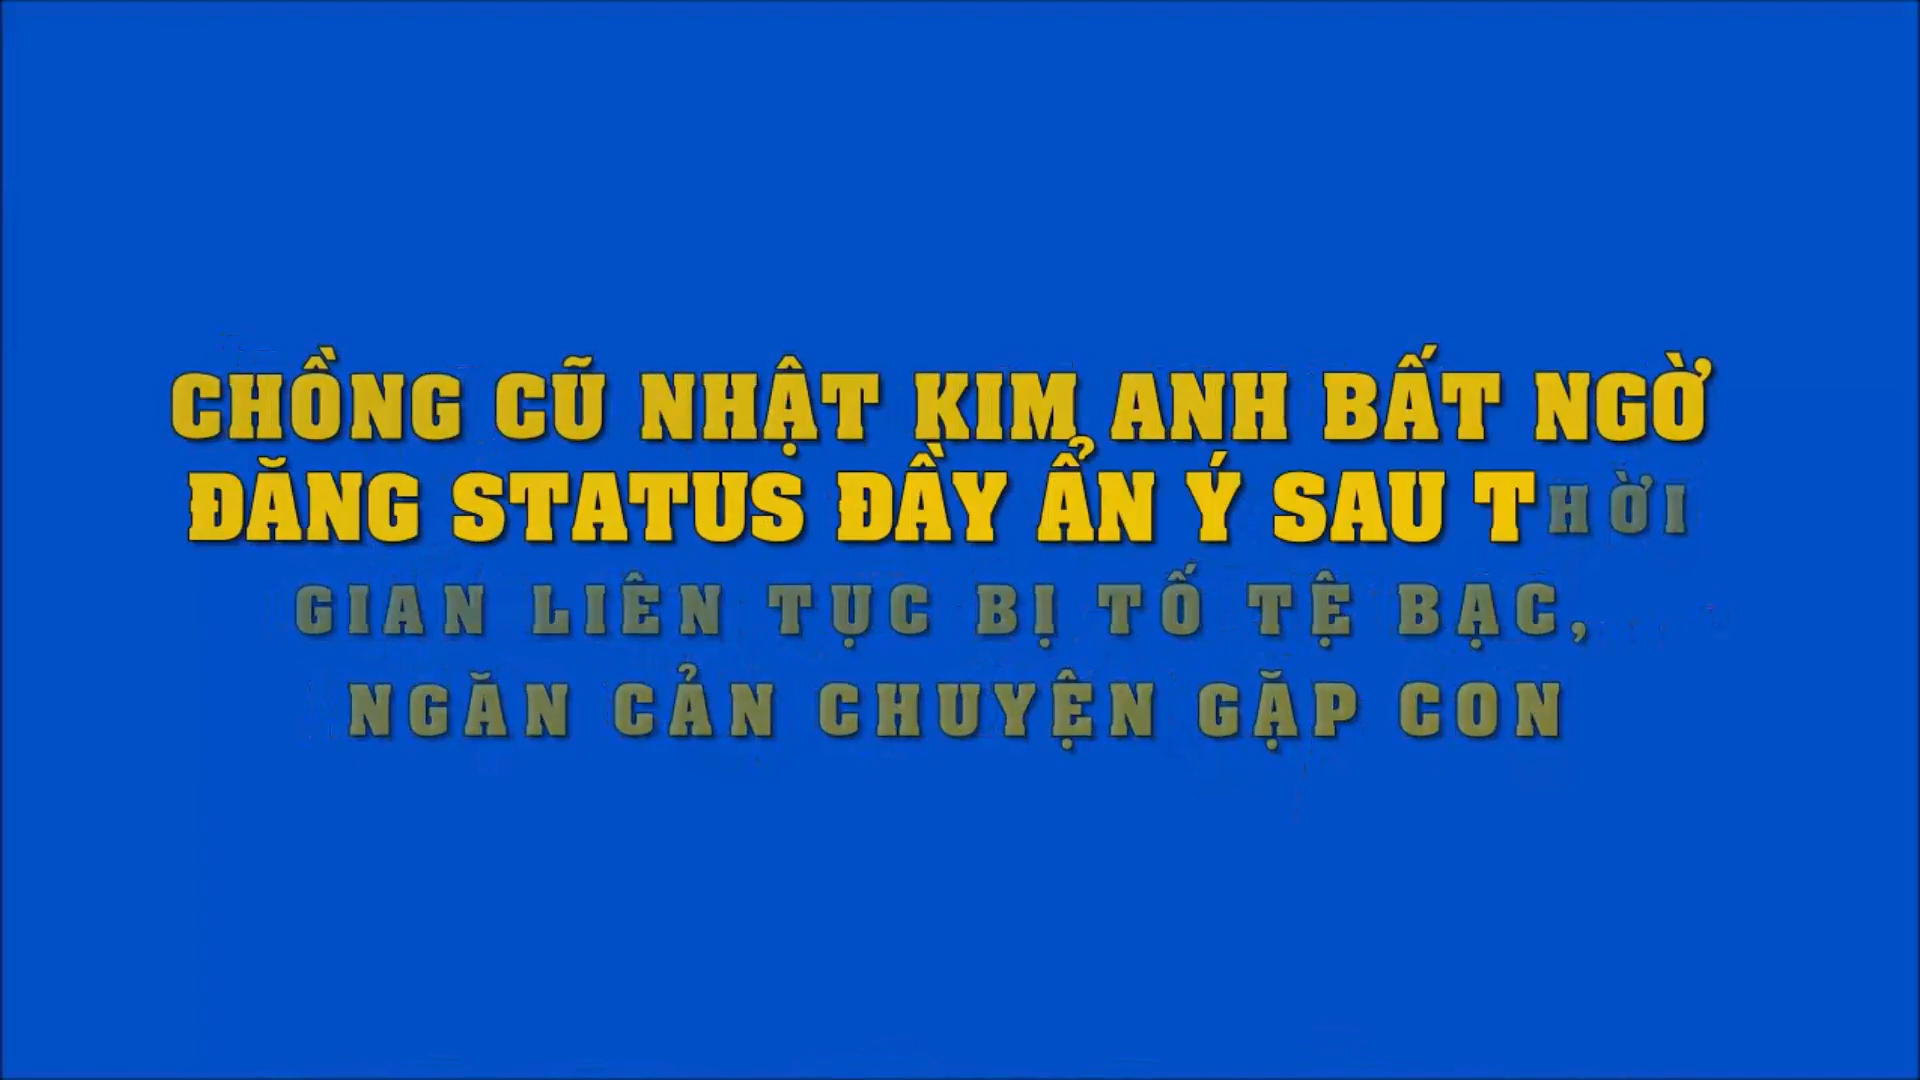 CHỒNG CŨ NHẬT KIM ANH BẤT NGỜ
ĐĂNG STATUS ĐẦY ẨN Ý SAU THỜI
GIAN LIÊN TỤC BỊ TỐ TỆ BẠC,
NGĂN CẢN CHUYỆN GẶP CON